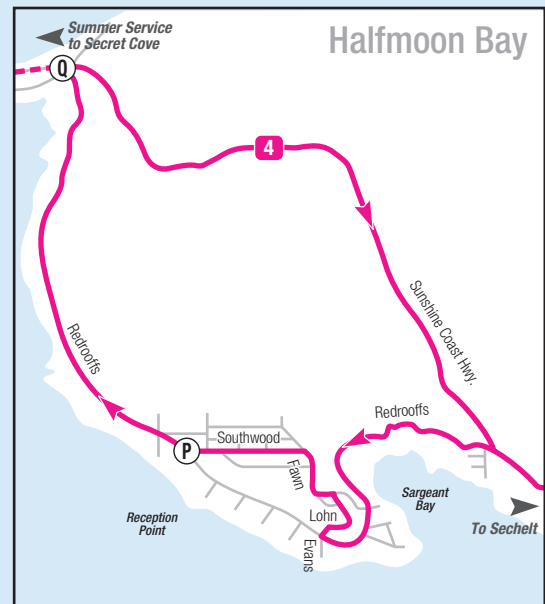 Summer Service
to Secret Cove
Halfmoon Bay
Q
4
Sunshine Coast Hwy.
Redrooffs
Redrooffs
Southwood
P
Fawn
Sargeant
Bay
Reception
Point
Lohn
Evans
To Sechelt